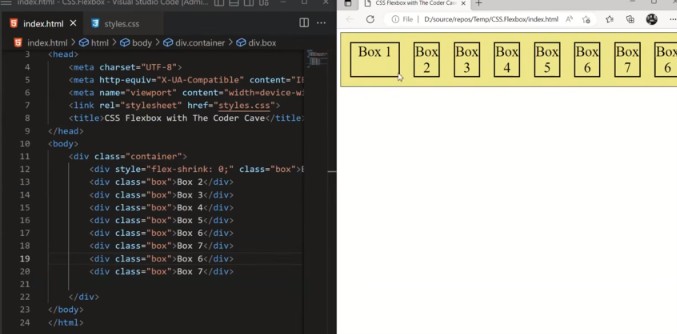 index.html - CSS.Flexbox - Visual Studio Code [Admi...
index.html
styles.css
index.html > html > body > div.container > div.box
3 <head>
4 <meta charset="UTF-8">
5 <meta http-equiv="X-UA-Compatible" content="IE
6 <meta name="viewport" content="width=device-wi
7 <link rel="stylesheet" href="styles.css">
8 <title>CSS Flexbox with The Coder Cave</title
9 </head>
10 <body>
11 <div class="container">
12 <div style="flex-shrink: 0;" class="box">
13 <div class="box">Box 2</div>
14 <div class="box">Box 3</div>
15 <div class="box">Box 4</div>
16 <div class="box">Box 5</div>
17 <div class="box">Box 6</div>
18 <div class="box">Box 7</div>
19 <div class="box">Box 6</div>
20 <div class="box">Box 7</div>
21
22 </div>
23 </body>
24 </html>
CSS Flexbox with The Coder Cave
File | D:/source/repos/Temp/CSS.Flexbox/index.html
Box 1
Box 2
Box 3
Box 4
Box 5
Box 6
Box 7
Box 6